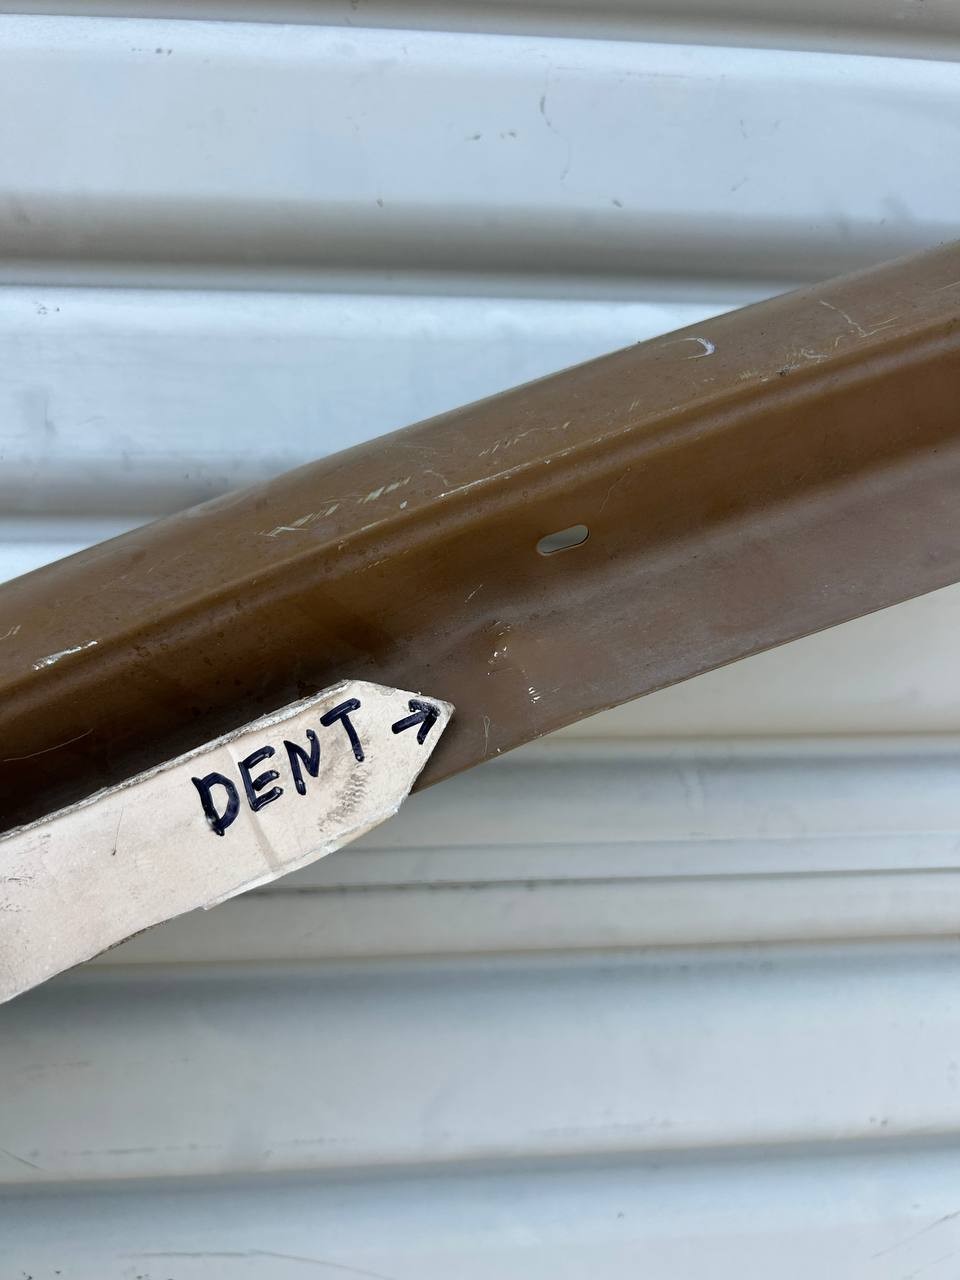 DENT →